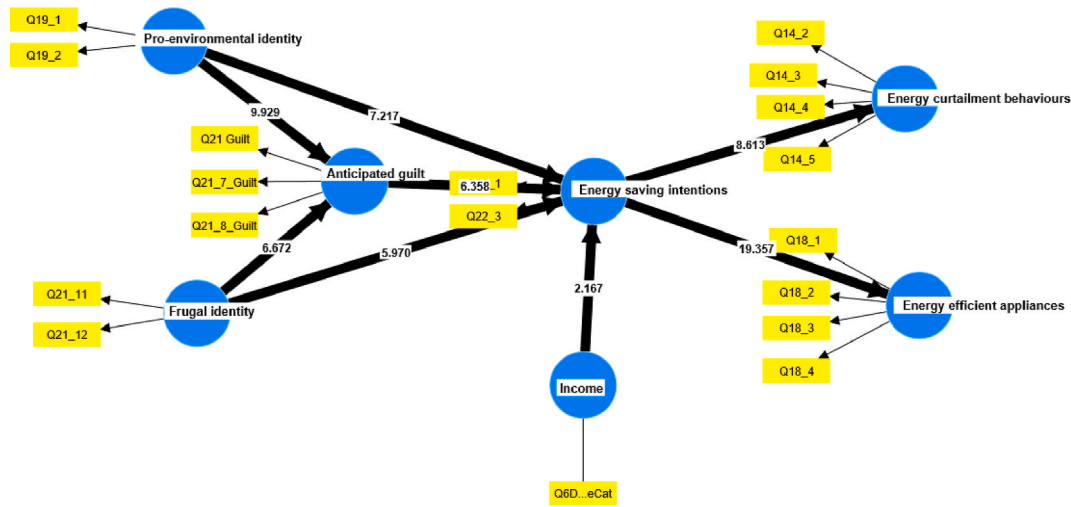 Q19_1
Pro-environmental identity
Q19_2
Q14_2
Q14_3
Q14_4
Energy curtailment behaviours
Q14_5
9.929
7.217
8.613
Q21 Guilt
Q21_7_Guilt
Q21_8_Guilt
Anticipated guilt
6.358
_1
Q22_3
Energy saving intentions
6.672
5.970
19.357
Q21_11
Q21_12
Frugal identity
2.167
Income
Q6D...eCat
Q18_1
Q18_2
Q18_3
Q18_4
Energy efficient appliances